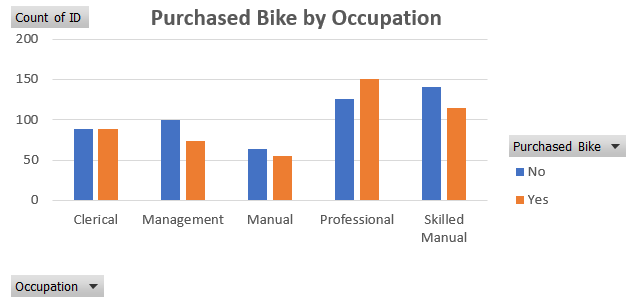 Count of ID
Purchased Bike by Occupation
200
150
100
50
0
Clerical
Management
Manual
Professional
Skilled
Manual
Purchased Bike
No
Yes
Occupation